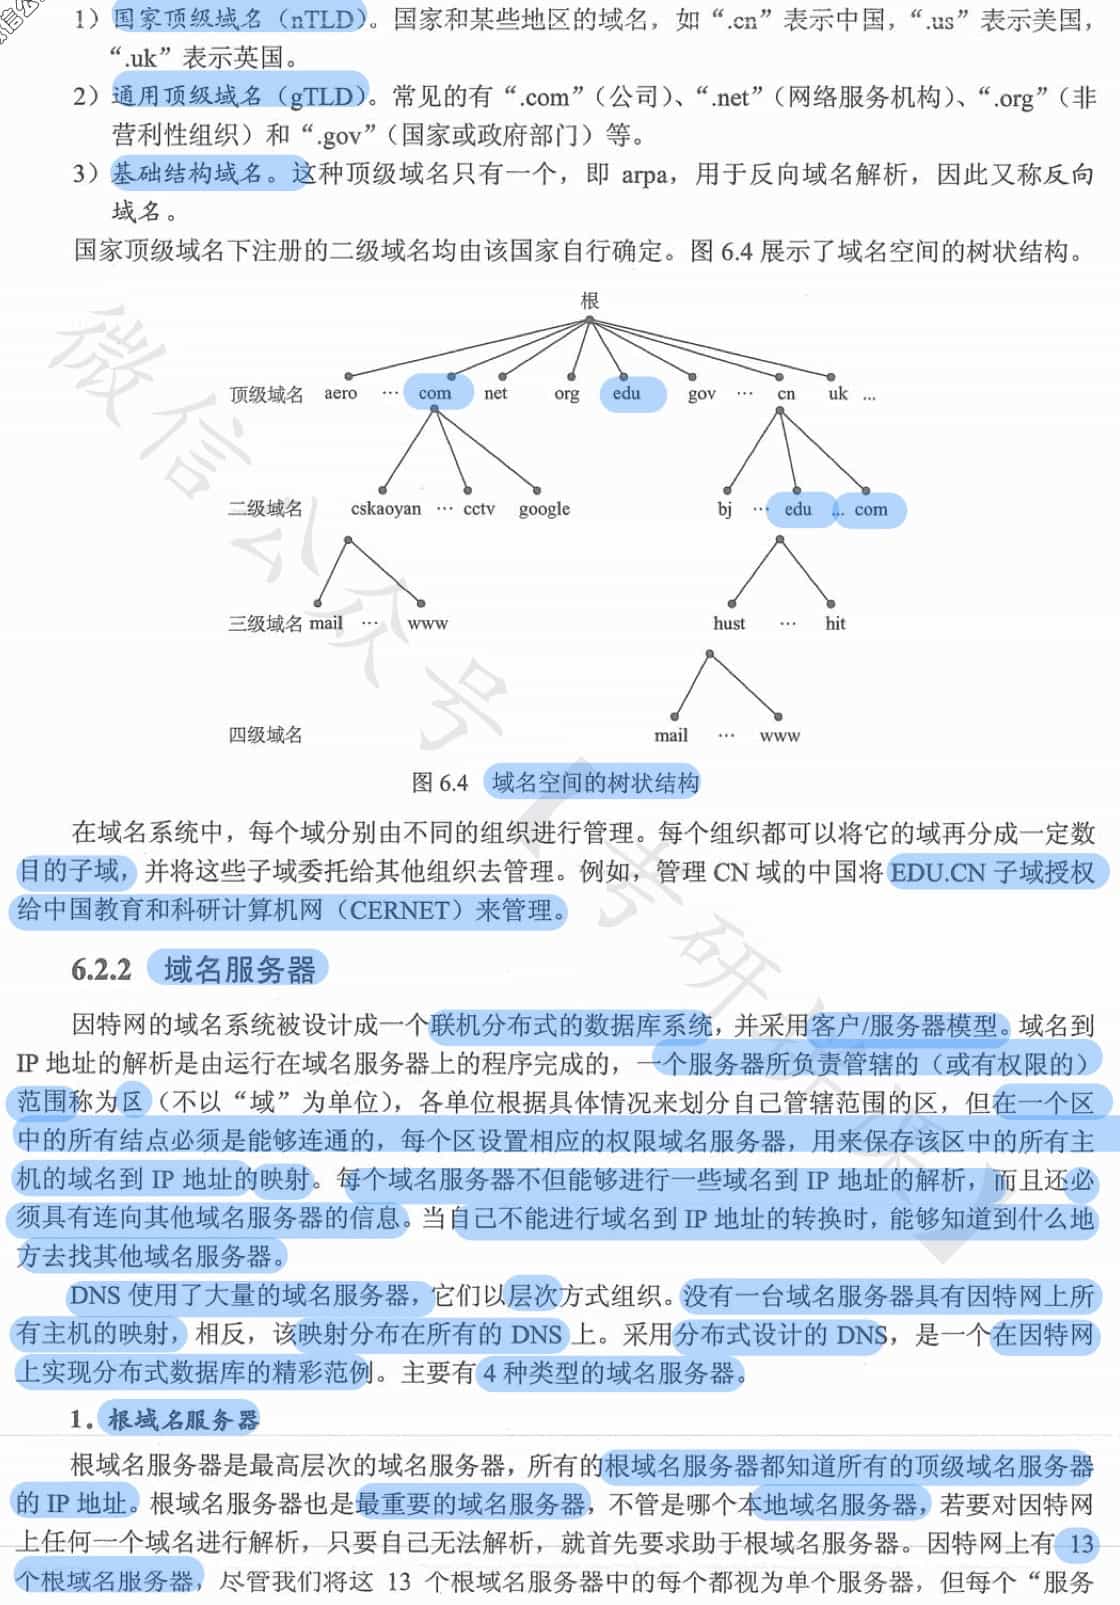 1）国家顶级域名（nTLD）。国家和某些地区的域名，如“.cn”表示中国，“.us”表示美国，
“.uk”表示英国。
2）通用顶级域名（gTLD）。常见的有“.com”（公司）、“.net”（网络服务机构）、“.org”（非
营利性组织）和“.gov”（国家或政府部门）等。
3）基础结构域名。这种顶级域名只有一个，即 arpa，用于反向域名解析，因此又称反向
域名。
国家顶级域名下注册的二级域名均由该国家自行确定。图 6.4 展示了域名空间的树状结构。
根
顶级域名 aero … com net org edu gov … cn uk ...
二级域名 cskaoyan … cctv google bj … edu ... com
三级域名 mail … www hust … hit
四级域名 mail … www
图 6.4 域名空间的树状结构
在域名系统中，每个域分别由不同的组织进行管理。每个组织都可以将它的域再分成一定数
目的子域，并将这些子域委托给其他组织去管理。例如，管理 CN 域的中国将 EDU.CN 子域授权
给中国教育和科研计算机网（CERNET）来管理。
6.2.2 域名服务器
因特网的域名系统被设计成一个联机分布式的数据库系统，并采用客户/服务器模型。域名到
IP 地址的解析是由运行在域名服务器上的程序完成的，一个服务器所负责管辖的（或有权限的）
范围称为区（不以“域”为单位），各单位根据具体情况来划分自己管辖范围的区，但在一个区
中的所有结点必须是能够连通的，每个区设置相应的权限域名服务器，用来保存该区中的所有主
机的域名到 IP 地址的映射。每个域名服务器不但能够进行一些域名到 IP 地址的解析，而且还必
须具有连向其他域名服务器的信息。当自己不能进行域名到 IP 地址的转换时，能够知道到什么地
方去找其他域名服务器。
DNS 使用了大量的域名服务器，它们以层次方式组织。没有一台域名服务器具有因特网上所
有主机的映射，相反，该映射分布在所有的 DNS 上。采用分布式设计的 DNS，是一个在因特网
上实现分布式数据库的精彩范例。主要有 4 种类型的域名服务器。
1. 根域名服务器
根域名服务器是最高层次的域名服务器，所有的根域名服务器都知道所有的顶级域名服务器
的 IP 地址。根域名服务器也是最重要的域名服务器，不管是哪个本地域名服务器，若要对因特网
上任何一个域名进行解析，只要自己无法解析，就首先要求助于根域名服务器。因特网上有 13
个根域名服务器，尽管我们将这 13 个根域名服务器中的每个都视为单个服务器，但每个“服务